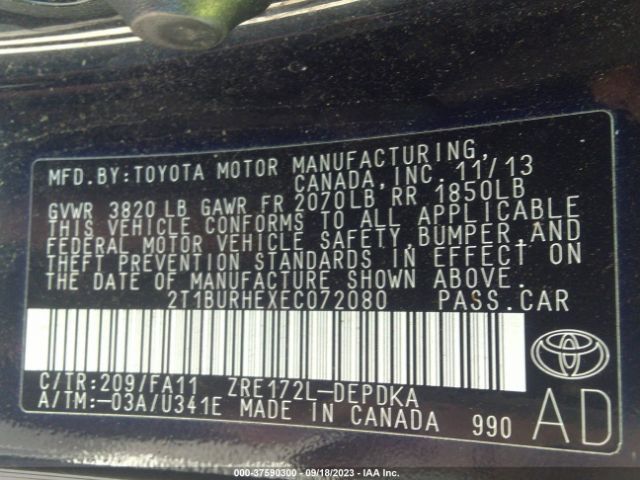 MFD.BY:TOYOTA MOTOR MANUFACTURING,
CANADA,INC. 11/13
GVWR 3820 LB GAWR FR 2070LB RR 1850LB
THIS VEHICLE CONFORMS TO ALL APPLICABLE
FEDERAL MOTOR VEHICLE SAFETY,BUMPER,AND
THEFT PREVENTION STANDARDS IN EFFECT ON
THE DATE OF MANUFACTURE SHOWN ABOVE.
2T1BURHEXEC072080 PASS.CAR
C/TR:209/FA11 ZRE172L-DEPDKA
A/TM:-03A/U341E MADE IN CANADA 990
AD
000-37590300 - 09/18/2023 - IAA Inc.